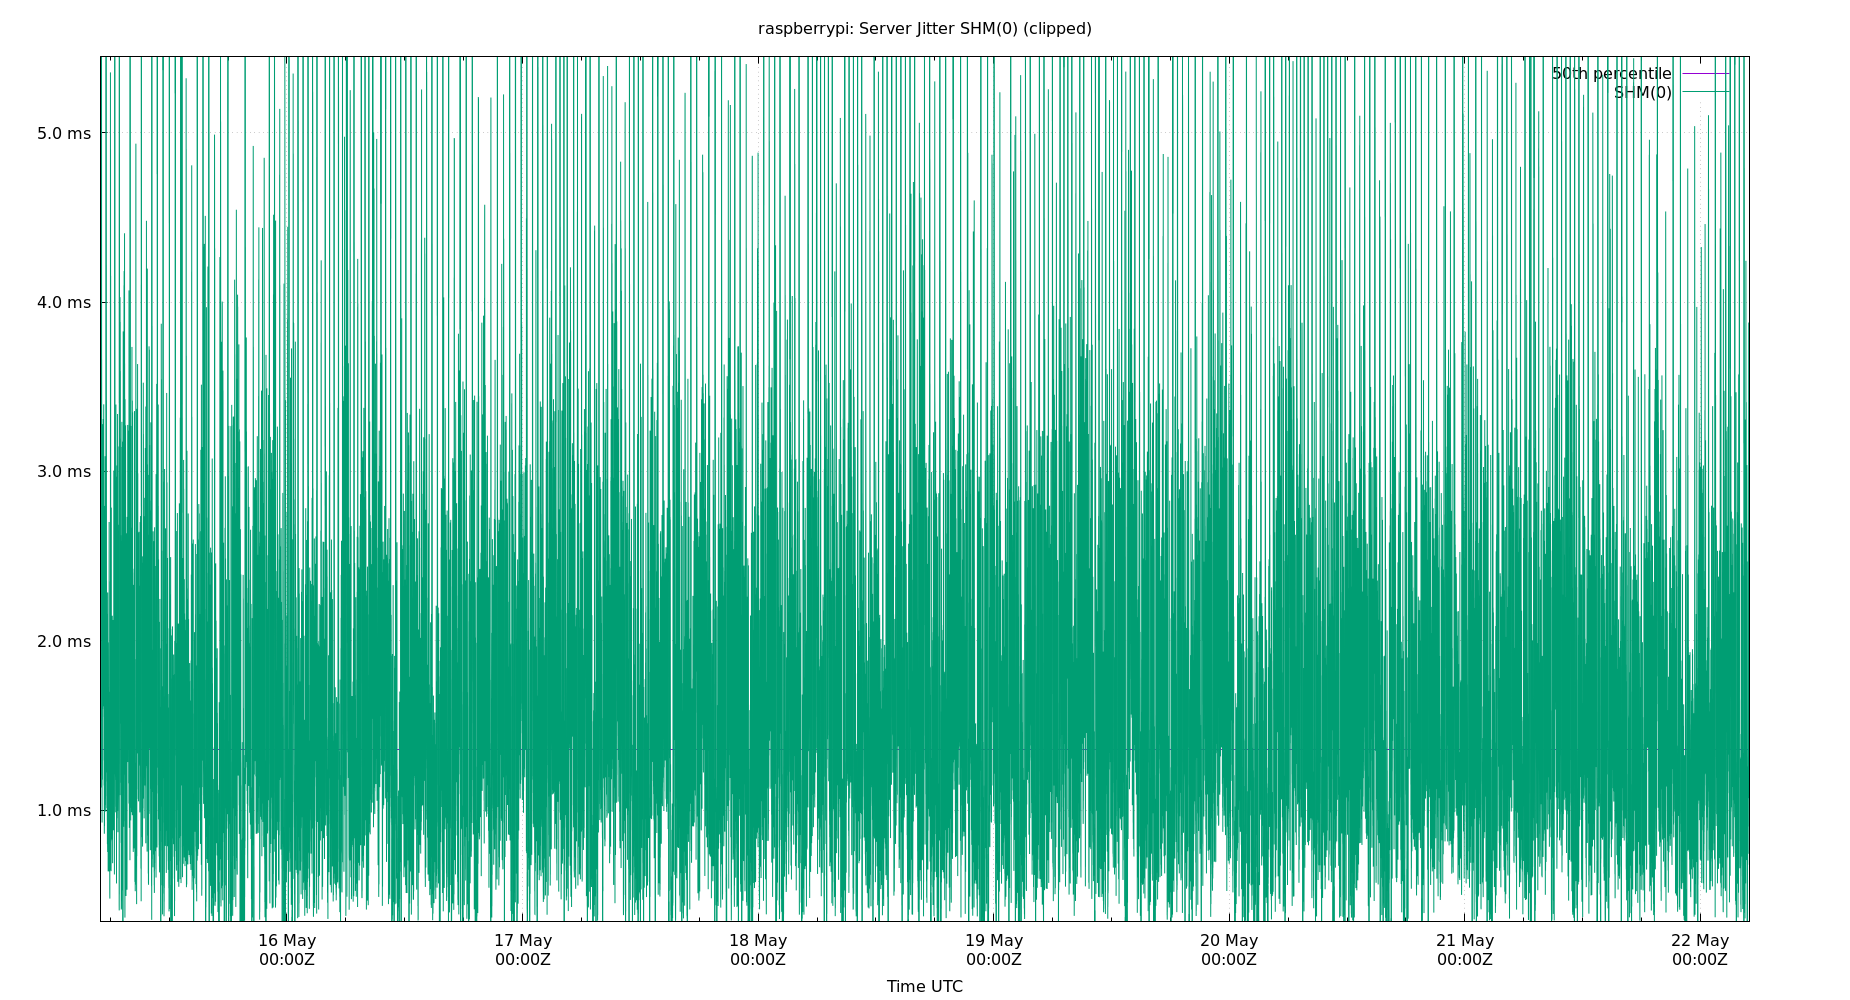 raspberrypi: Server Jitter SHM(0) (clipped)
50th percentile
SHM(0)
5.0 ms
4.0 ms
3.0 ms
2.0 ms
1.0 ms
16 May 17 May 18 May 19 May 20 May 21 May 22 May
00:00Z 00:00Z 00:00Z 00:00Z 00:00Z 00:00Z 00:00Z
Time UTC